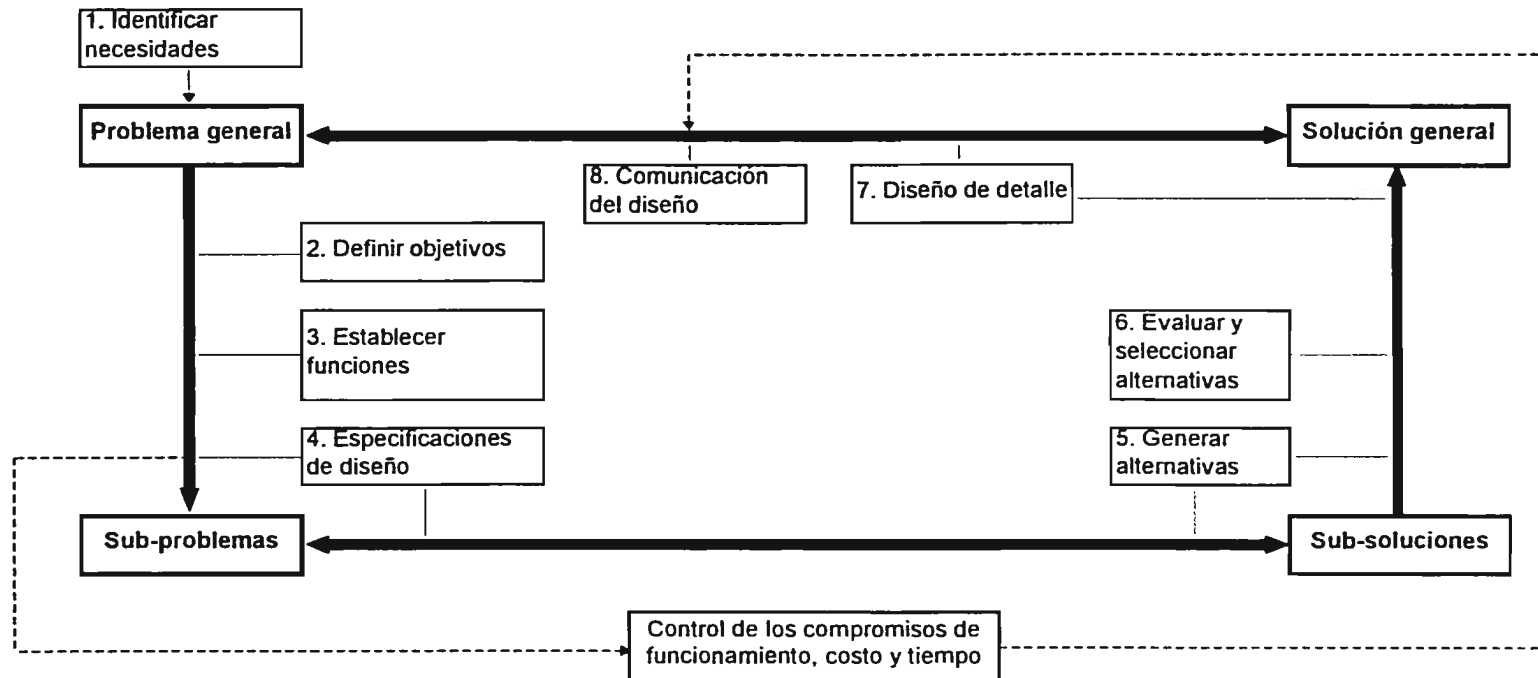 1. Identificar
necesidades
Problema general
Solución general
8. Comunicación
del diseño
7. Diseño de detalle
2. Definir objetivos
3. Establecer
funciones
6. Evaluar y
seleccionar
alternativas
4. Especificaciones
de diseño
5. Generar
alternativas
Sub-problemas
Sub-soluciones
Control de los compromisos de
funcionamiento, costo y tiempo